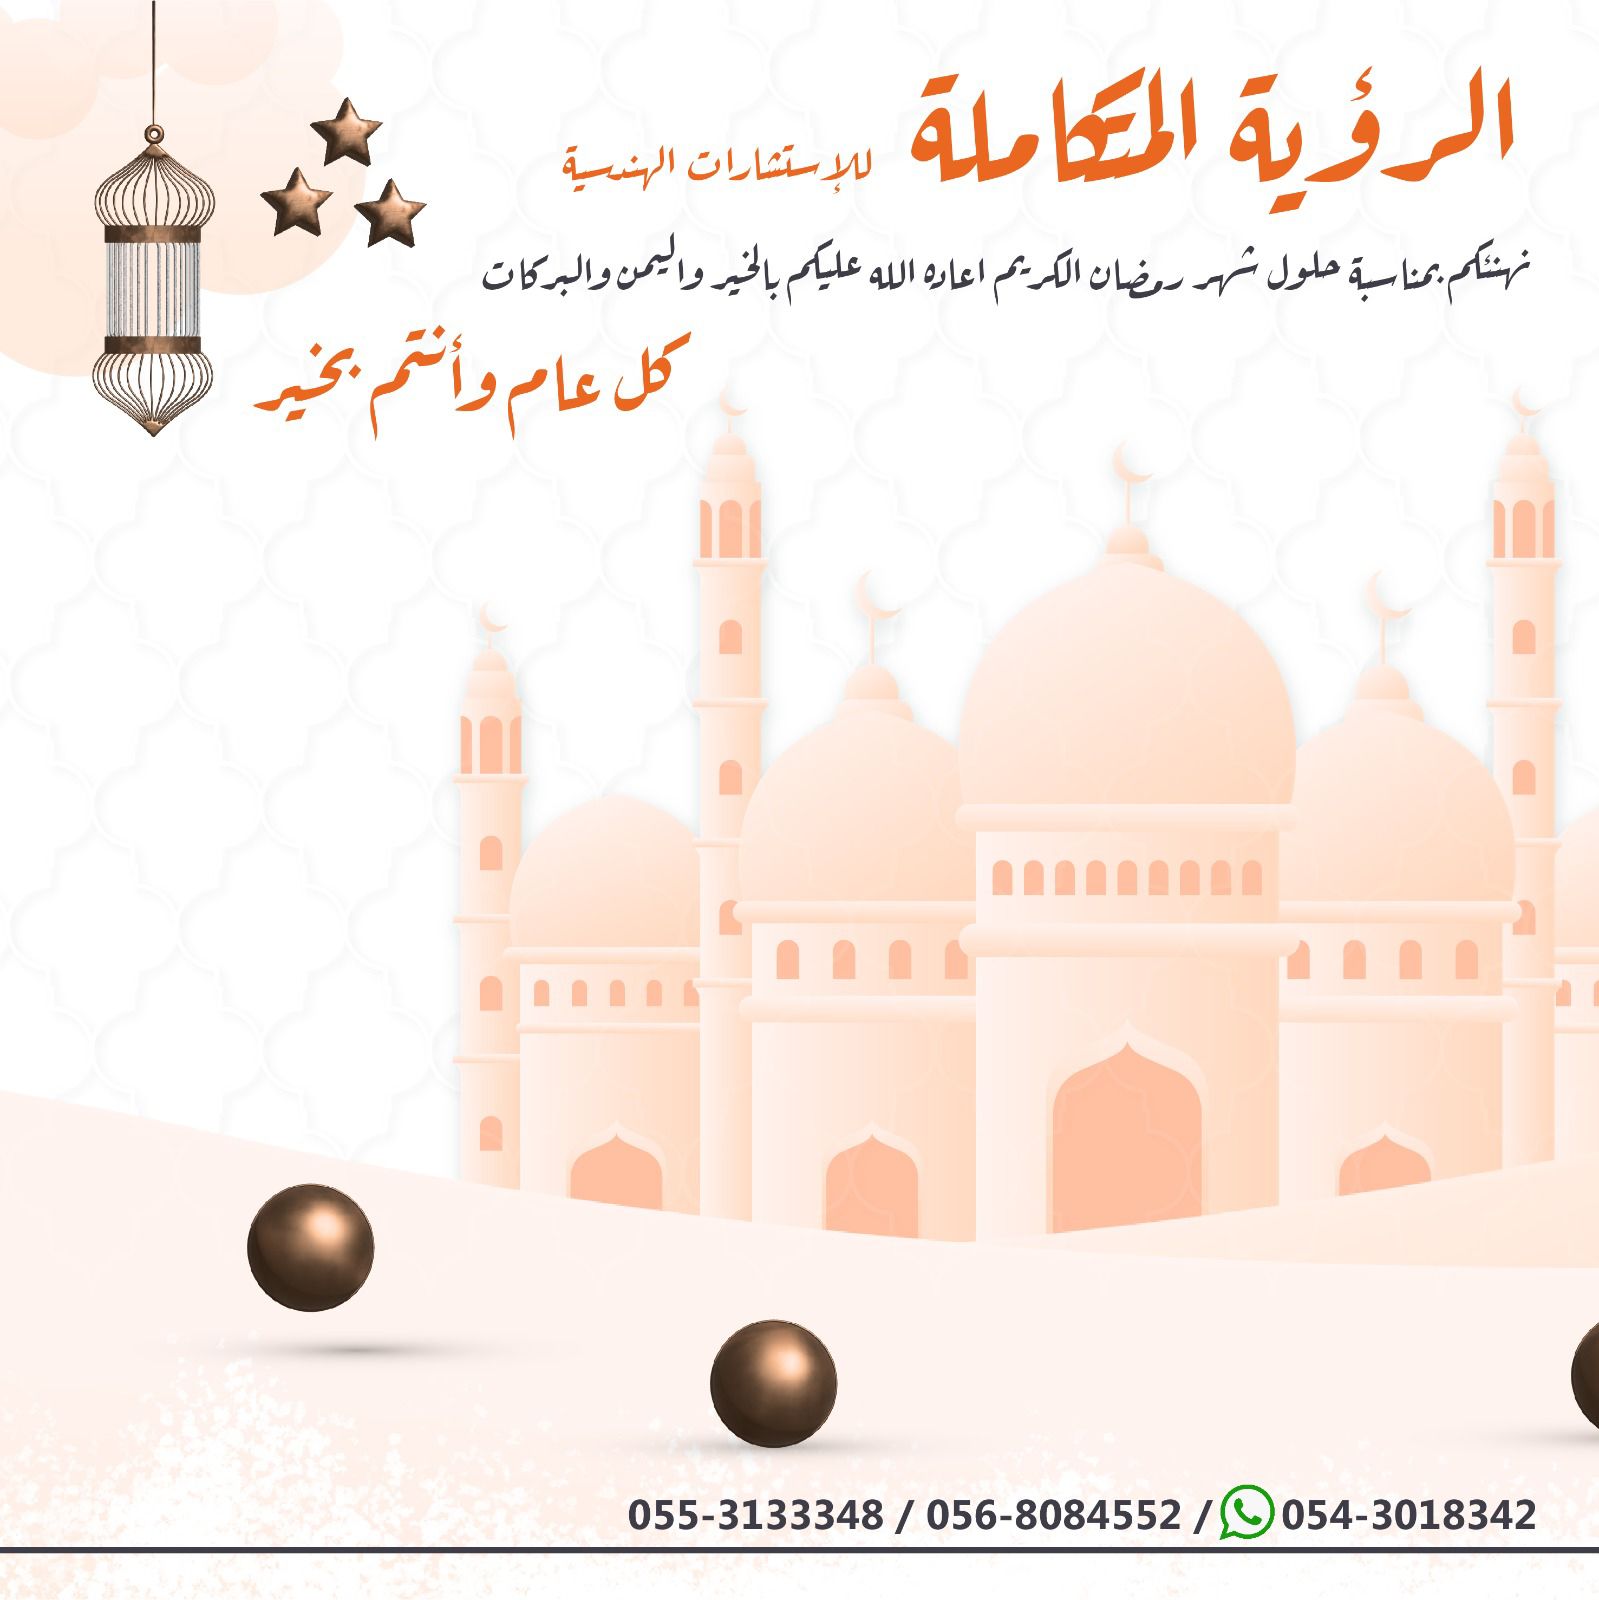 الرؤية المتكاملة للإستشارات الهندسية
نهنئكم بمناسبة حلول شهر رمضان الكريم اعاده الله عليكم بالخير واليمن والبركات
كل عام وأنتم بخير
055-3133348 / 056-8084552 / 054-3018342